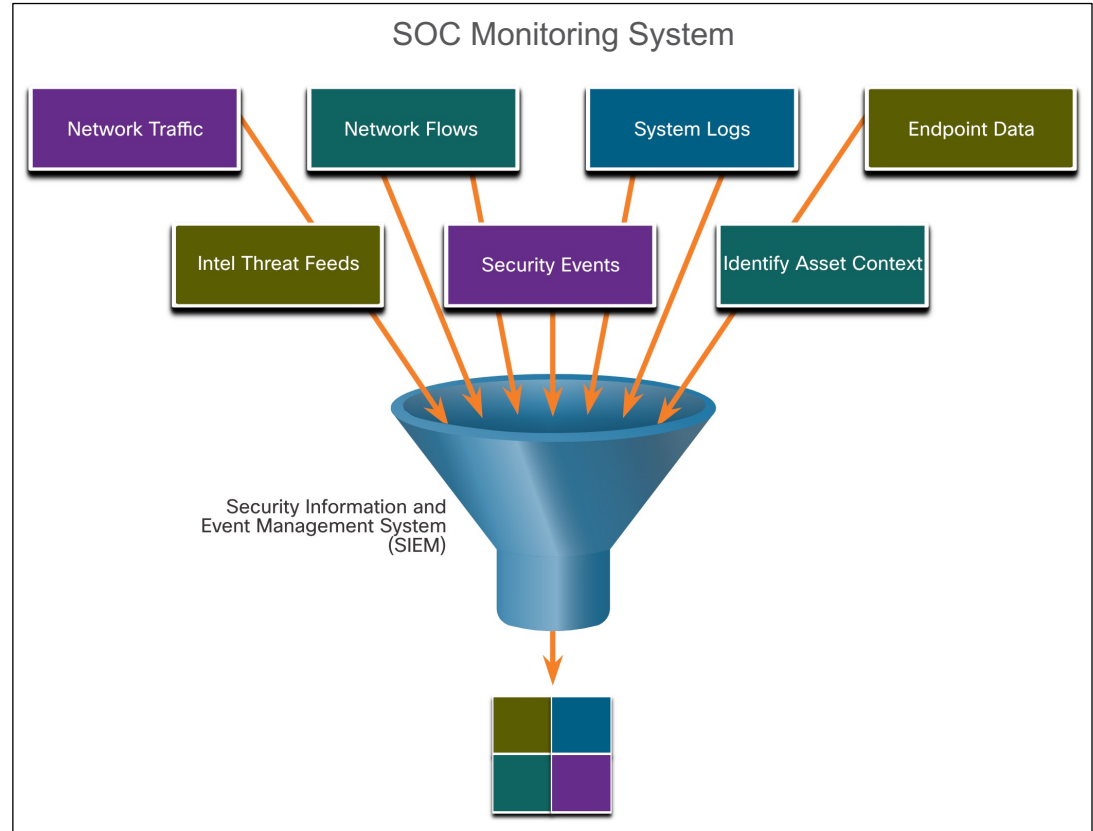 SOC Monitoring System
Network Traffic
Network Flows
System Logs
Endpoint Data
Intel Threat Feeds
Security Events
Identify Asset Context
Security Information and
Event Management System
(SIEM)